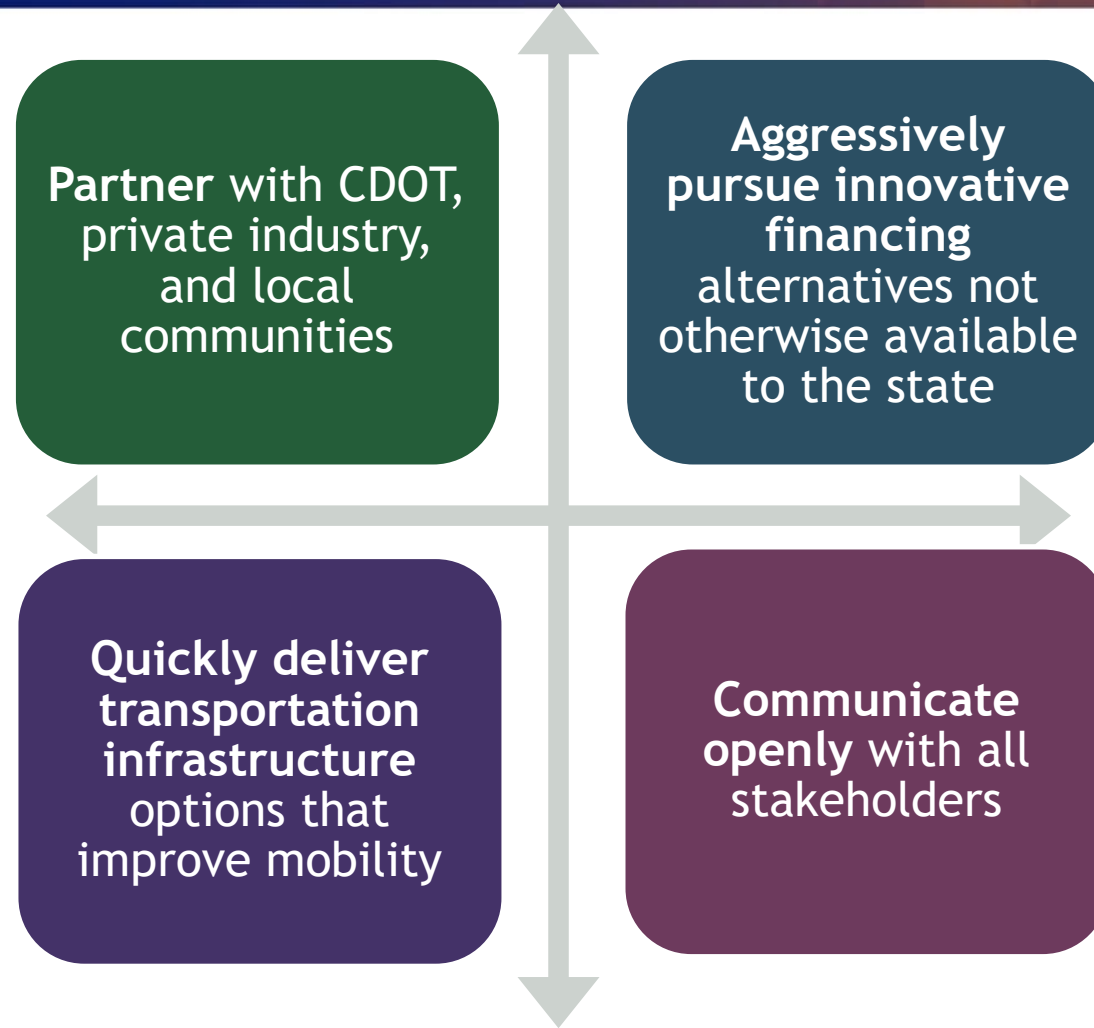 Partner with CDOT,
private industry,
and local
communities
Aggressively
pursue innovative
financing
alternatives not
otherwise available
to the state
Quickly deliver
transportation
infrastructure
options that
improve mobility
Communicate
openly with all
stakeholders